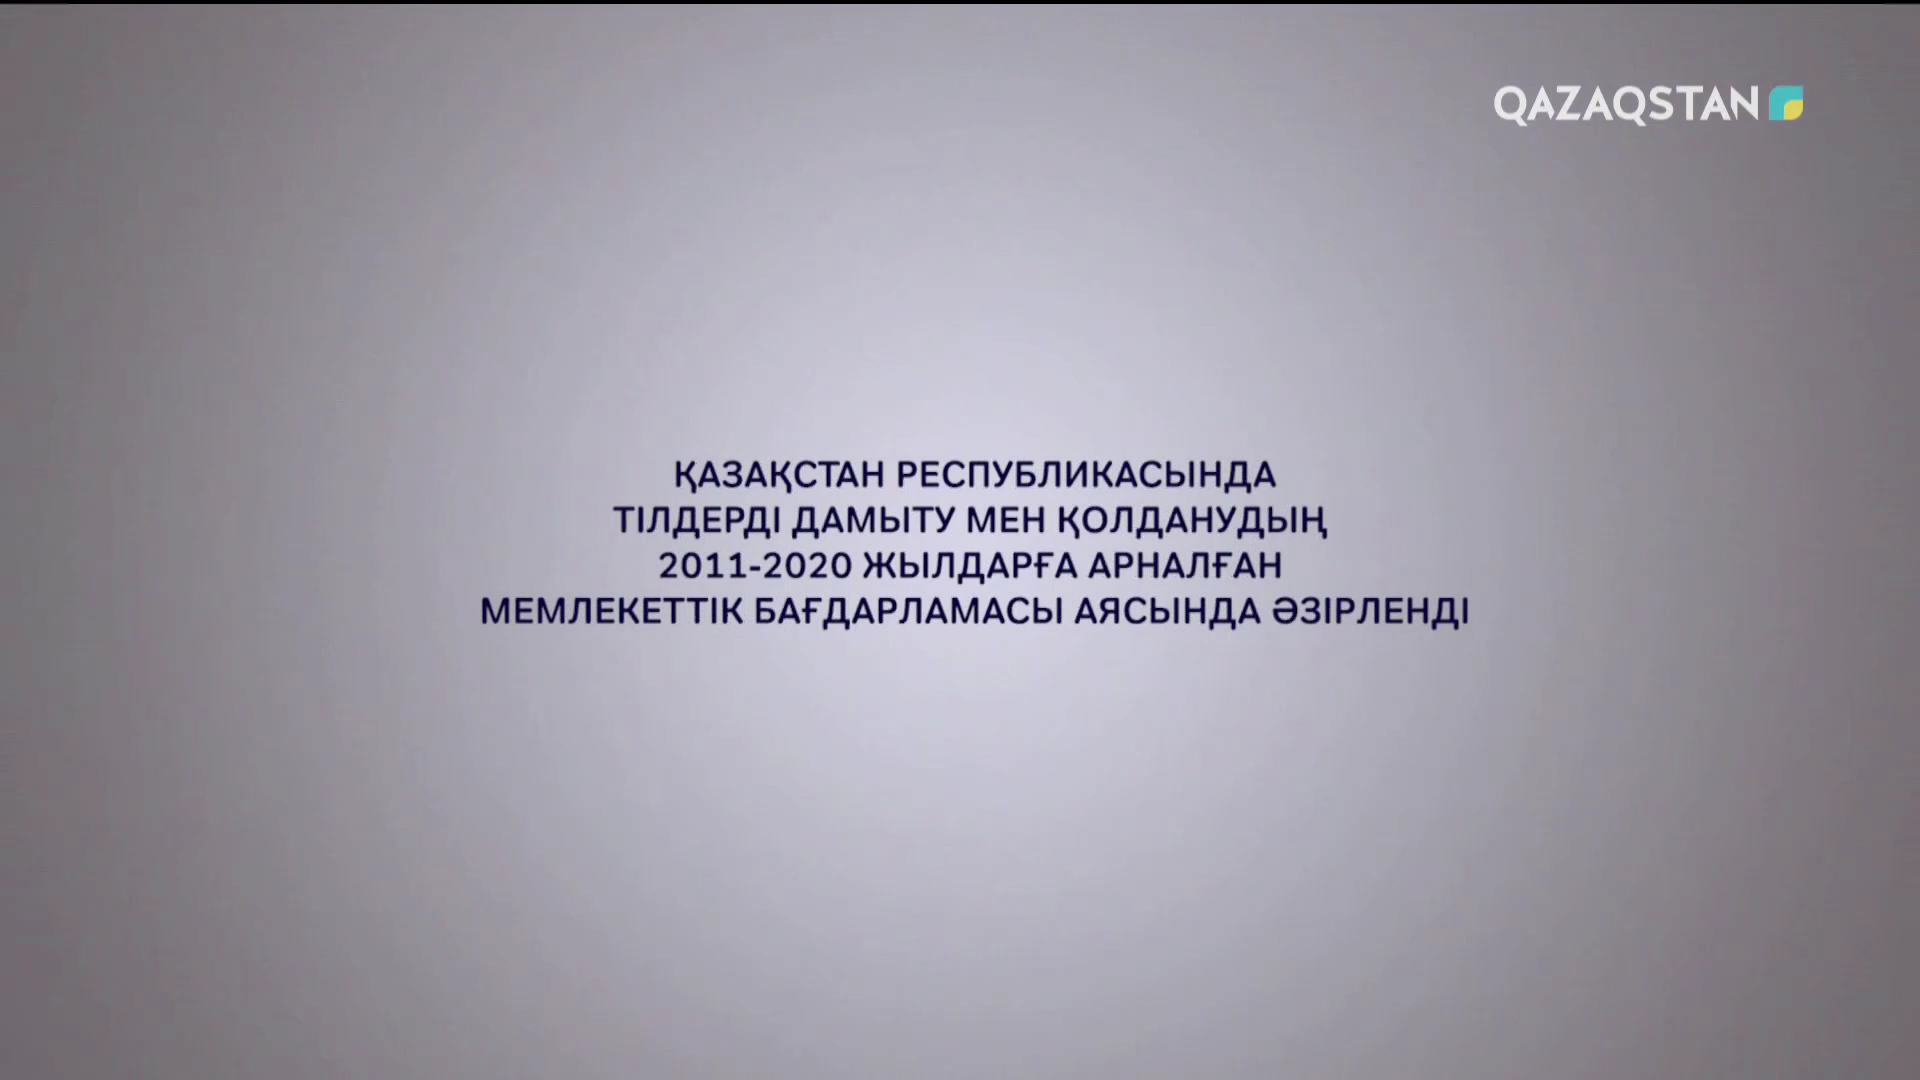 QAZAQSTAN
ҚАЗАҚСТАН РЕСПУБЛИКАСЫНДА
ТІЛДЕРДІ ДАМЫТУ МЕН ҚОЛДАНУДЫҢ
2011-2020 ЖЫЛДАРҒА АРНАЛҒАН
МЕМЛЕКЕТТІК БАҒДАРЛАМАСЫ АЯСЫНДА ӘЗІРЛЕНДІ